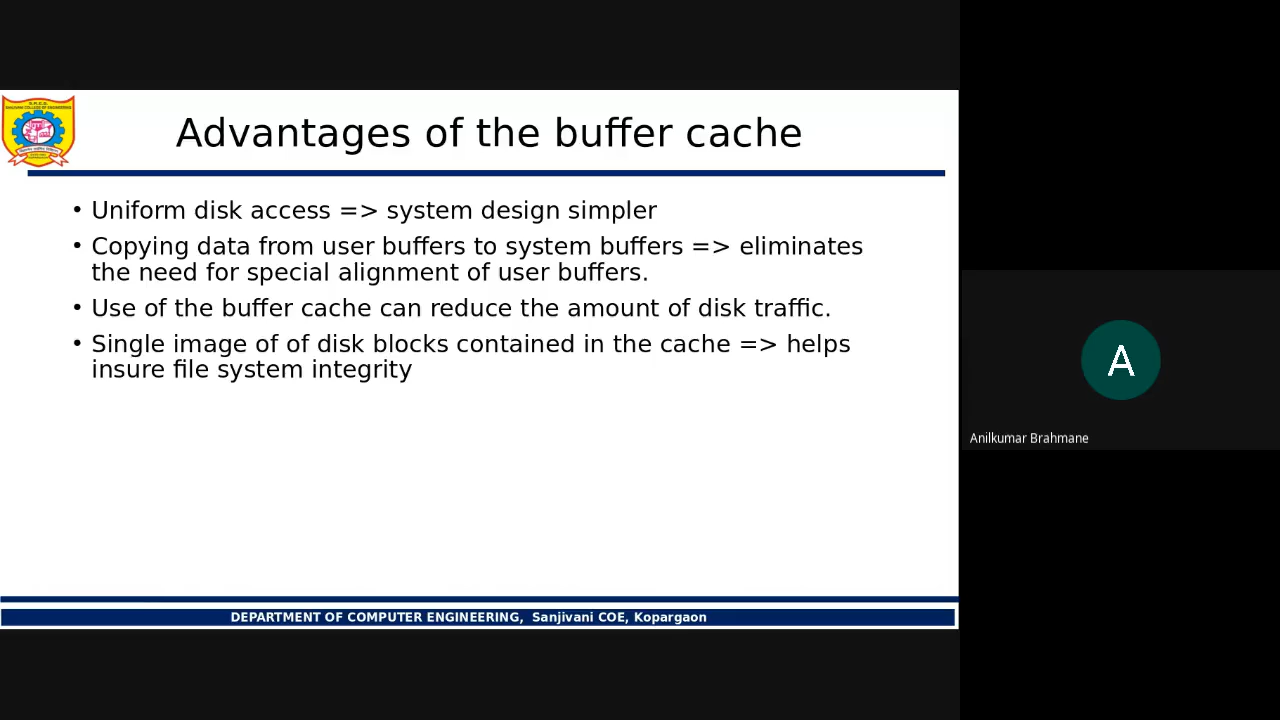 Advantages of the buffer cache
• Uniform disk access => system design simpler
• Copying data from user buffers to system buffers => eliminates
the need for special alignment of user buffers.
• Use of the buffer cache can reduce the amount of disk traffic.
• Single image of of disk blocks contained in the cache => helps
insure file system integrity
DEPARTMENT OF COMPUTER ENGINEERING, Sanjivani COE, Kopargaon
A
Anilkumar Brahmane